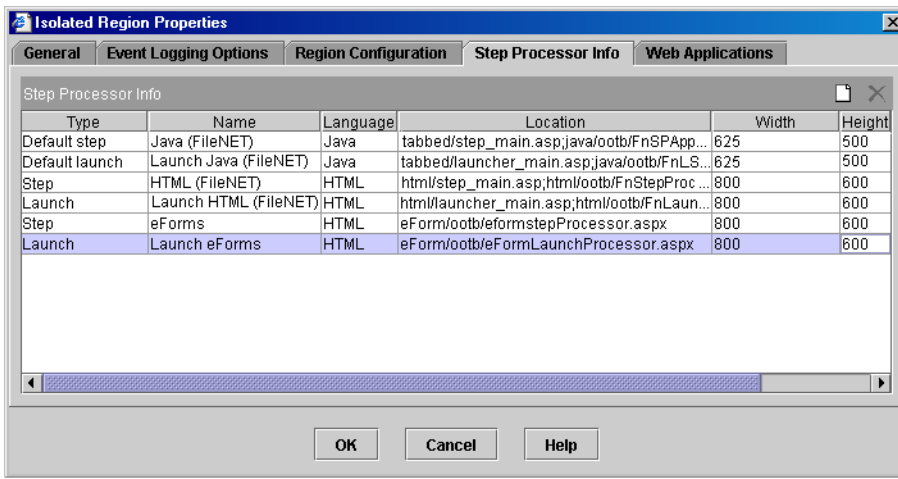 Isolated Region Properties
General Event Logging Options Region Configuration Step Processor Info Web Applications
Step Processor Info
Type Name Language Location Width Height
Default step Java (FileNET) Java tabbed/step_main.asp;java/ootb/FnSPApp... 625 500
Default launch Launch Java (FileNET) Java tabbed/launcher_main.asp;java/ootb/FnLS... 625 500
Step HTML (FileNET) HTML html/step_main.asp;html/ootb/FnStepProc ... 800 600
Launch Launch HTML (FileNET) HTML html/launcher_main.asp;html/ootb/FnLaun... 800 600
Step eForms HTML eForm/ootb/eformstepProcessor.aspx 800 600
Launch Launch eForms HTML eForm/ootb/eFormLaunchProcessor.aspx 800 600
OK Cancel Help